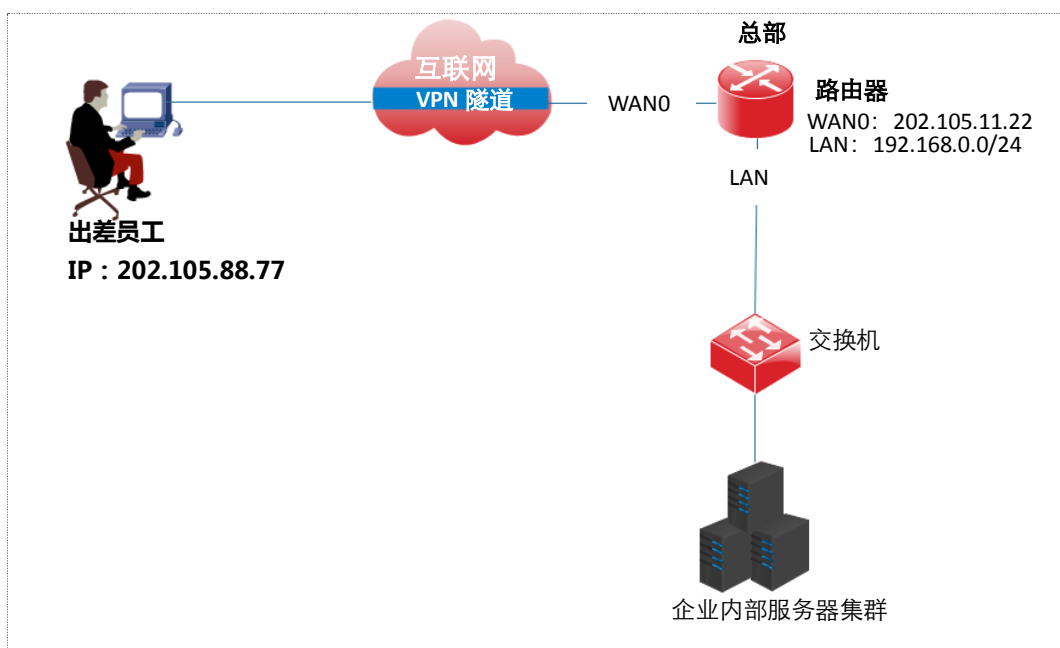 总部
互联网
VPN 隧道
WAN0
路由器
WAN0： 202.105.11.22
LAN： 192.168.0.0/24
LAN
出差员工
IP：202.105.88.77
交换机
企业内部服务器集群